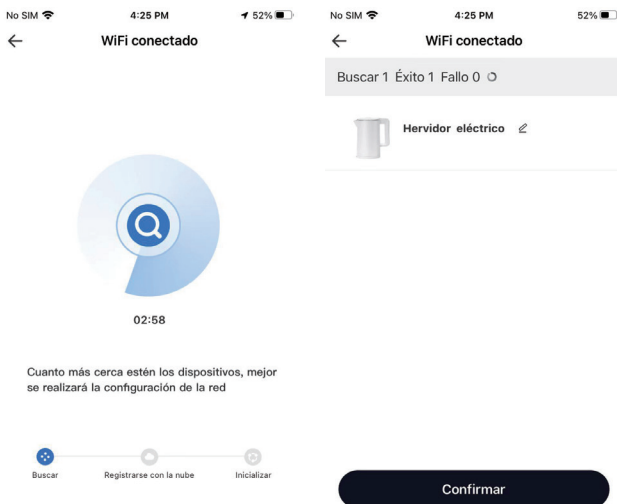 No SIM 4:25 PM 52%
WiFi conectado
02:58
Cuanto más cerca estén los dispositivos, mejor
se realizará la configuración de la red
Buscar Registrarse con la nube Inicializar
No SIM 4:25 PM 52%
WiFi conectado
Buscar 1 Éxito 1 Fallo 0
Hervidor eléctrico
Confirmar